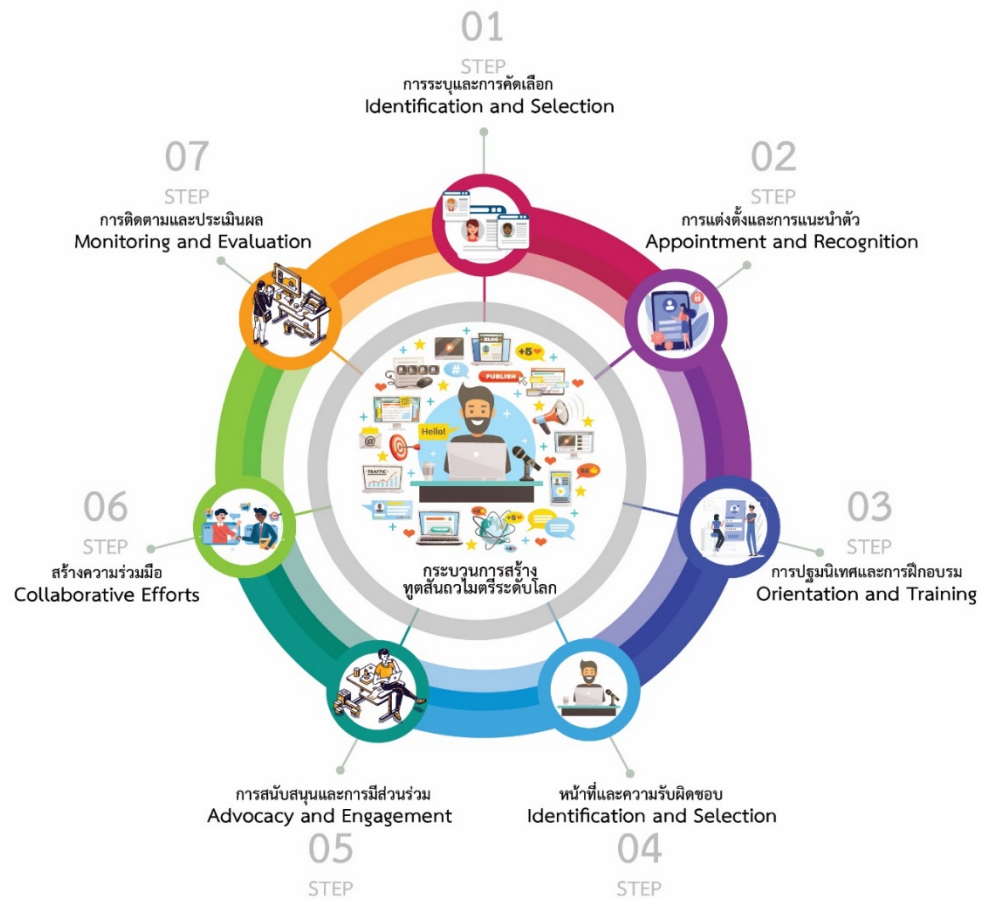 01
STEP
การระบุและการคัดเลือก
Identification and Selection
02
STEP
การแต่งตั้งและการแนะนำตัว
Appointment and Recognition
03
STEP
การปฐมนิเทศและการฝึกอบรม
Orientation and Training
หน้าที่และความรับผิดชอบ
Identification and Selection
04
STEP
การสนับสนุนและการมีส่วนร่วม
Advocacy and Engagement
05
STEP
06
STEP
สร้างความร่วมมือ
Collaborative Efforts
07
STEP
การติดตามและประเมินผล
Monitoring and Evaluation
BLOG
+5
#
PUBLISH
Hello!
@
TRAFFIC
+5
กระบวนการสร้าง
ทูตสันถวไมตรีระดับโลก